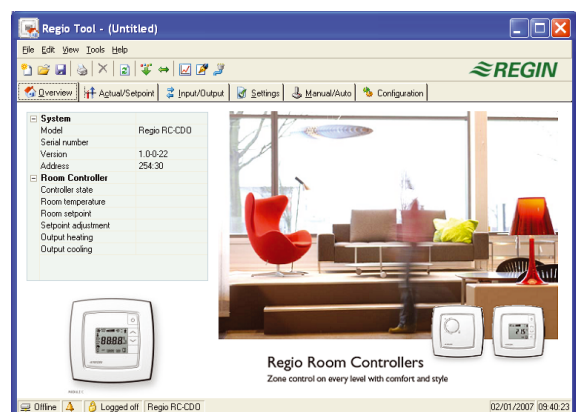 Regio Tool - (Untitled)
File Edit View Tools Help
REGIN
Overview Actual/Setpoint Input/Output Settings Manual/Auto Configuration
System
Model Regio RC-CDO
Serial number
Version 1.0-0-22
Address 254:30
Room Controller
Controller state
Room temperature
Room setpoint
Setpoint adjustment
Output heating
Output cooling
88.8.8
Regio Room Controllers
Zone control on every level with comfort and style
Offline Logged off Regio RC-CDO 02/01/2007 09:40:23